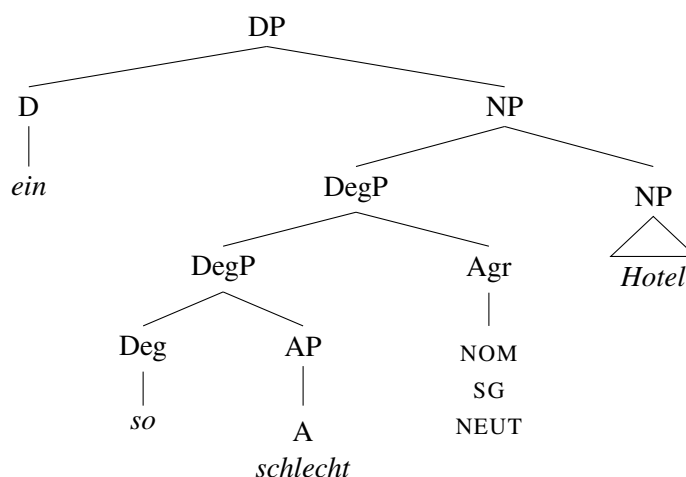 DP
D NP
ein DegP NP
DegP Agr Hotel
Deg AP NOM
so A SG
schlecht NEUT